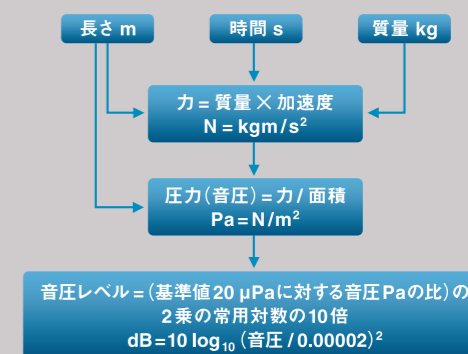 長さ m
時間 s
質量 kg
力=質量×加速度
N=kgm/s²
圧力(音圧)=力/面積
Pa=N/m²
音圧レベル=(基準値20 μPaに対する音圧Paの比)の
2乗の常用対数の10倍
dB=10 log₁₀ (音圧/0.00002)²